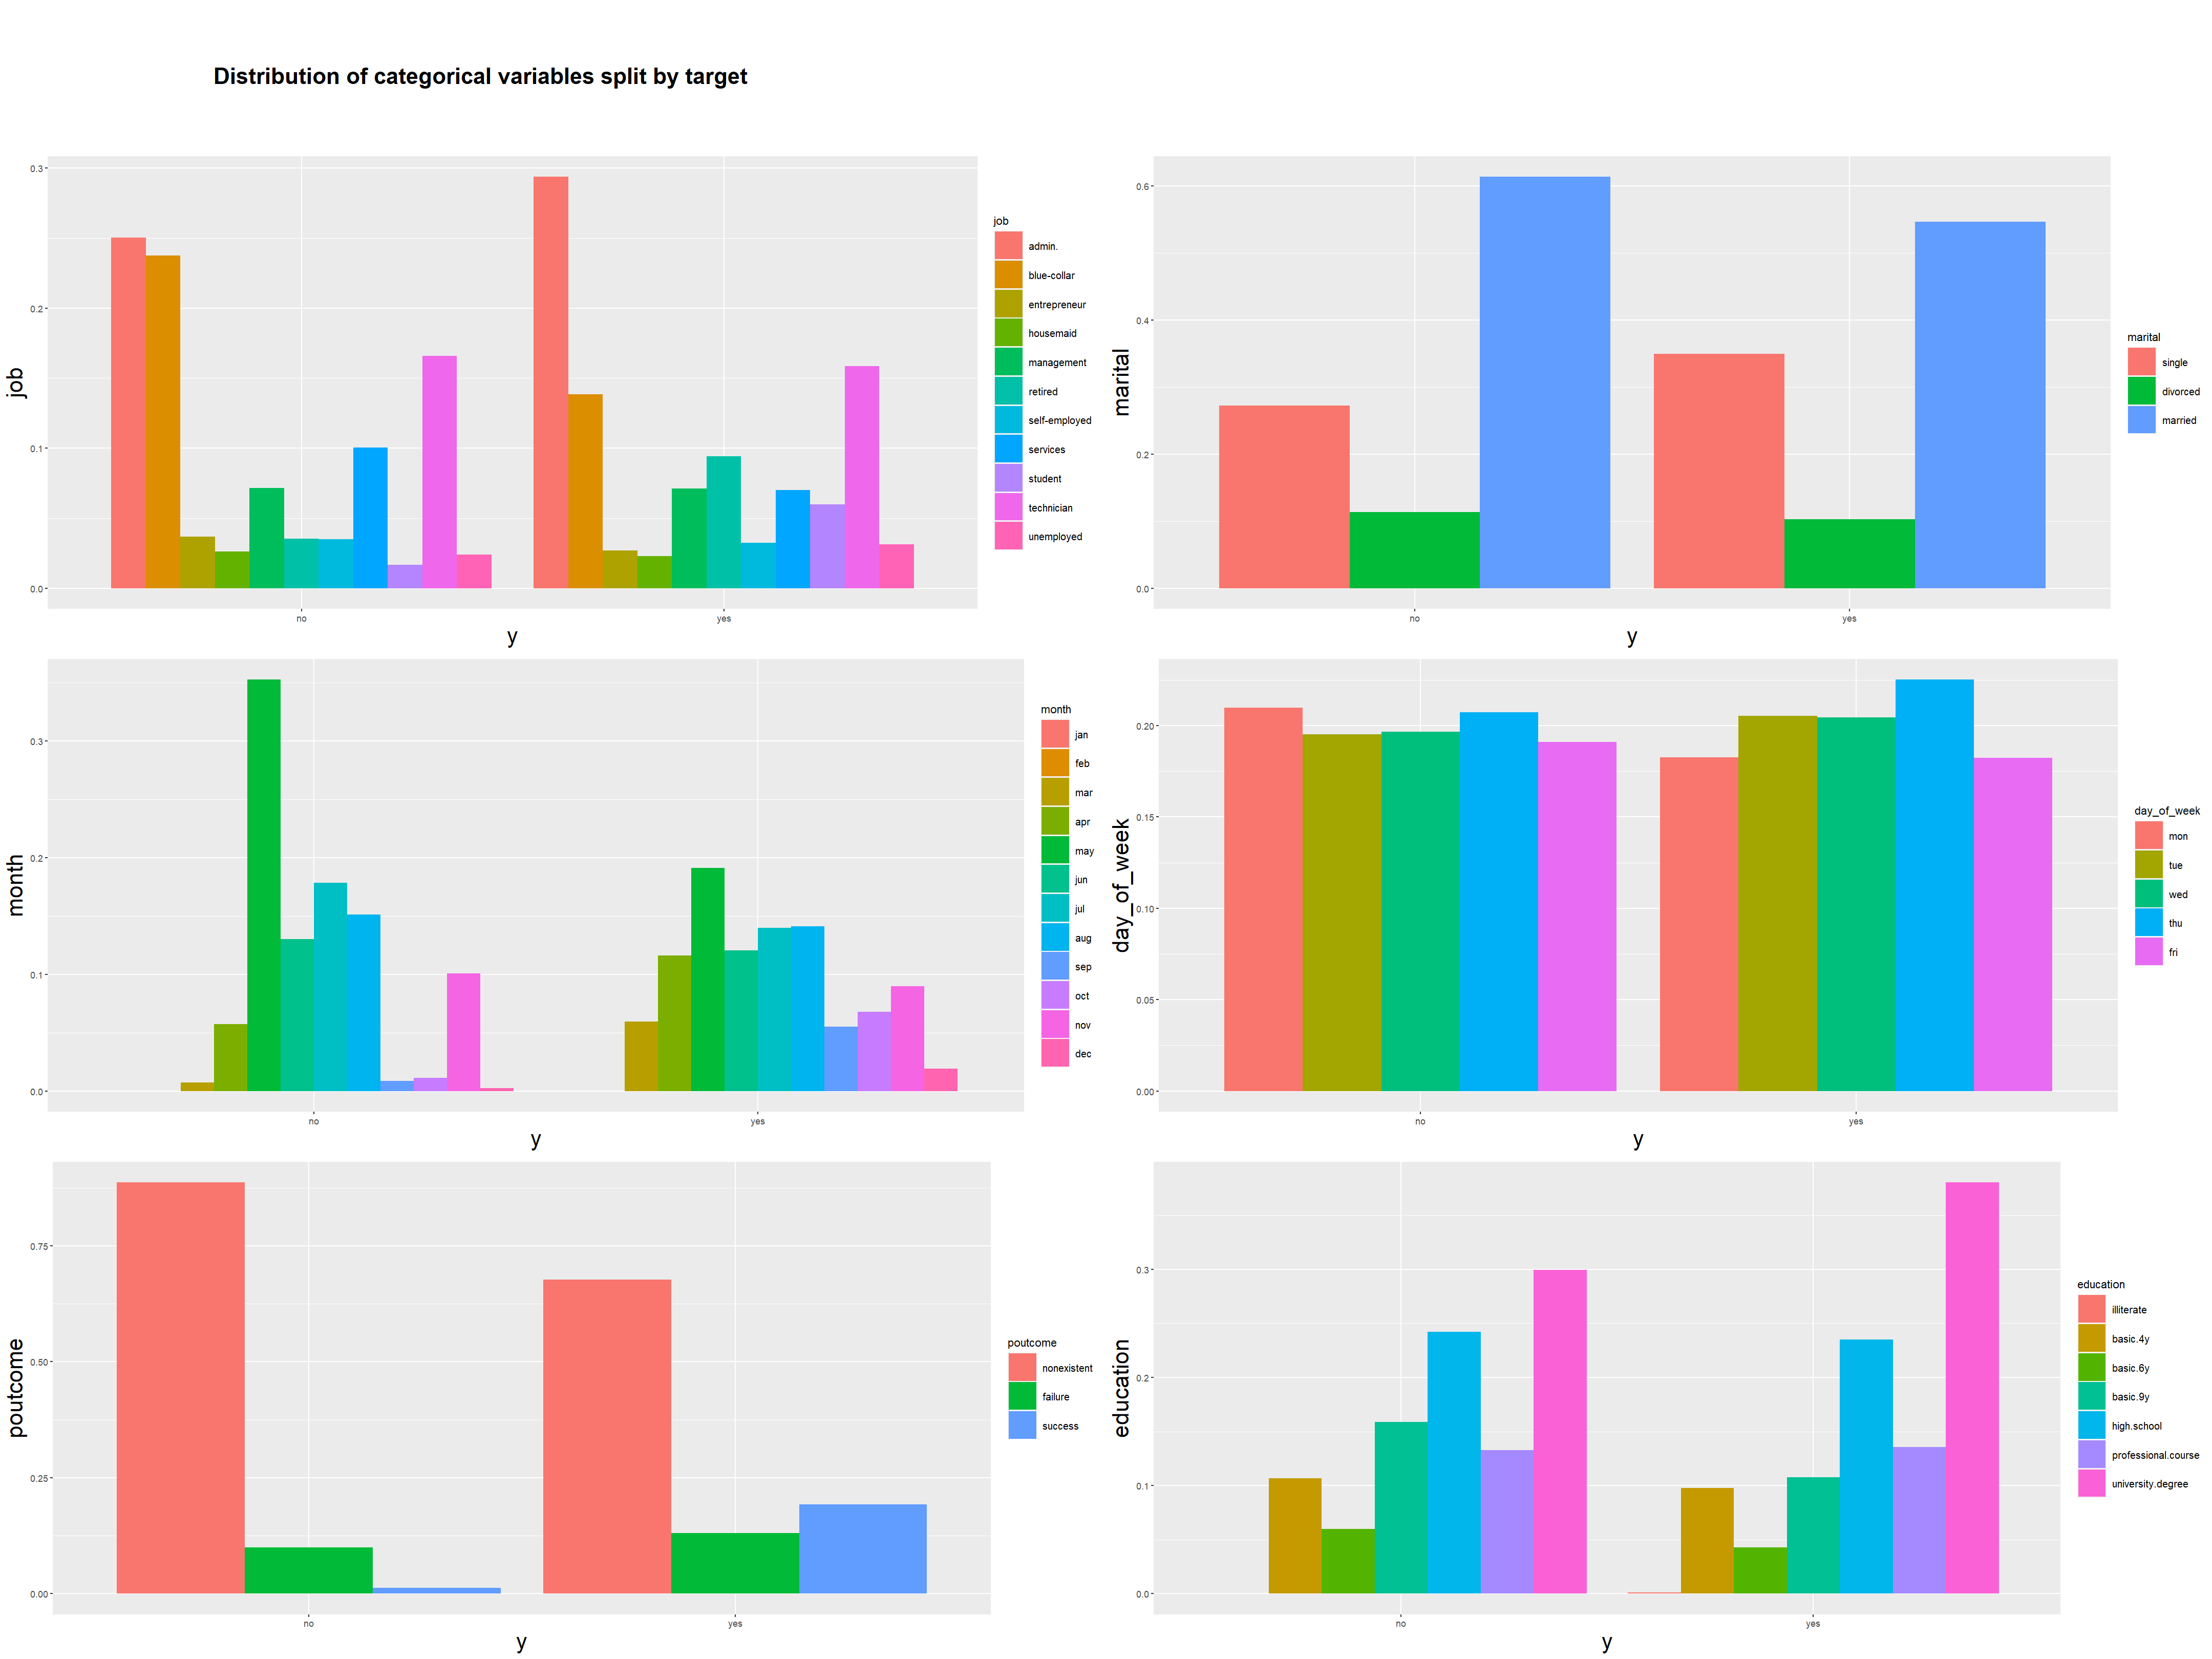 Distribution of categorical variables split by target
job
0.3
0.2
0.1
0.0
no
yes
y
job
admin.
blue-collar
entrepreneur
housemaid
management
retired
self-employed
services
student
technician
unemployed
marital
0.6
0.4
0.2
0.0
no
yes
y
marital
single
divorced
married
month
0.3
0.2
0.1
0.0
no
yes
y
month
jan
feb
mar
apr
may
jun
jul
aug
sep
oct
nov
dec
day_of_week
0.20
0.15
0.10
0.05
0.00
no
yes
y
day_of_week
mon
tue
wed
thu
fri
poutcome
0.75
0.50
0.25
0.00
no
yes
y
poutcome
nonexistent
failure
success
education
0.3
0.2
0.1
0.0
no
yes
y
education
illiterate
basic.4y
basic.6y
basic.9y
high.school
professional.course
university.degree